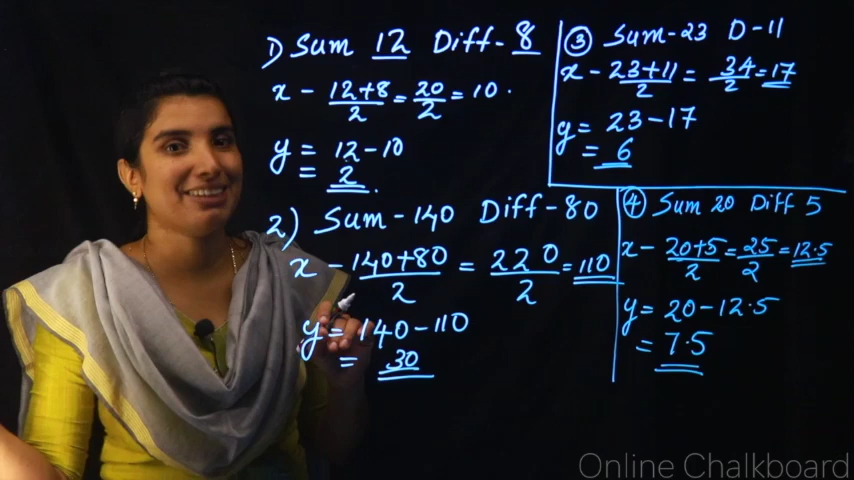 1) Sum 12 Diff- 8
x - 12+8/2 = 20/2 = 10.
y = 12-10
= 2.
2) Sum-140 Diff-80
x - 140+80/2 = 220/2 = 110
y = 140-110
= 30
③ Sum-23 D-11
x - 23+11/2 = 34/2 = 17
y = 23-17
= 6
④ Sum 20 Diff 5
x - 20+5/2 = 25/2 = 12.5
y = 20-12.5
= 7.5
Online Chalkboard